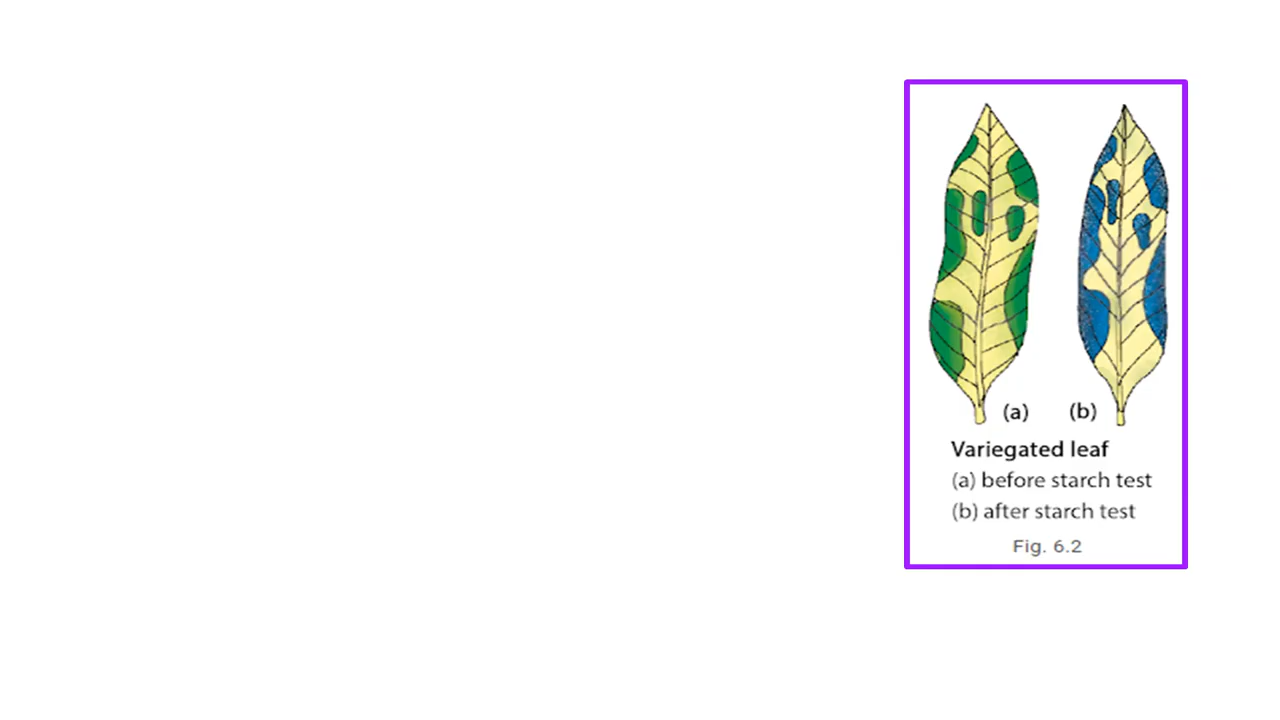 (a) (b)
Variegated leaf
(a) before starch test
(b) after starch test
Fig. 6.2